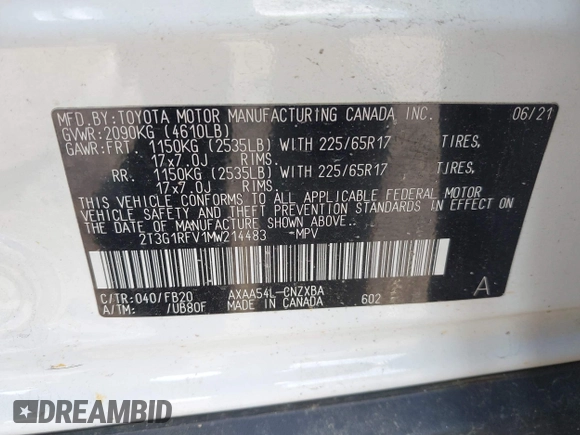 MFD. BY: TOYOTA MOTOR MANUFACTURING CANADA INC. 06/21
GVWR: 2090KG (4610LB)
GAWR: FRT 1150KG (2535LB) WITH 225/65R17 TIRES,
17x7.0J RIMS.
RR. 1150KG (2535LB) WITH 225/65R17 TIRES,
17x7.0J RIMS.
THIS VEHICLE CONFORMS TO ALL APPLICABLE FEDERAL MOTOR
VEHICLE SAFETY AND THEFT PREVENTION STANDARDS IN EFFECT ON
THE DATE OF MANUFACTURE SHOWN ABOVE.
2T3G1RFV1MW214483 -MPV
C/TR: 040/FB20 AXAA54L-CNZXBA 602 A
A/TM: /UB80F MADE IN CANADA
DREAMBID